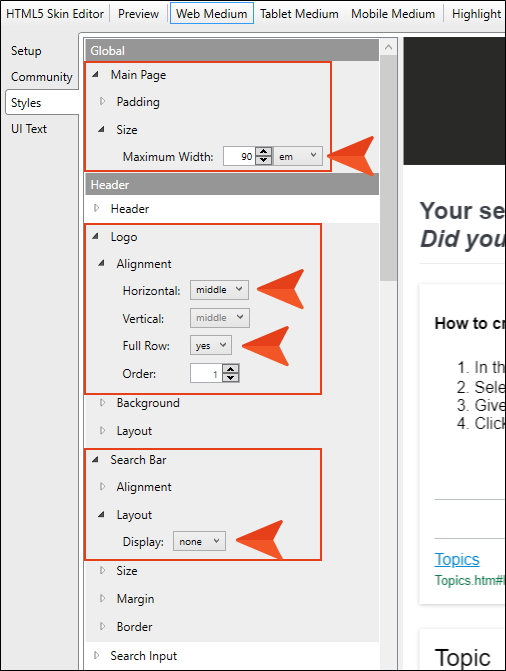 HTML5 Skin Editor Preview Web Medium Tablet Medium Mobile Medium Highlight
Setup
Community
Styles
UI Text
Global
Main Page
Padding
Size
Maximum Width: 90 em
Header
Header
Logo
Alignment
Horizontal: middle
Vertical: middle
Full Row: yes
Order: 1
Background
Layout
Search Bar
Alignment
Layout
Display: none
Size
Margin
Border
Search Input
Your se
Did you
How to cr
1. In th
2. Sele
3. Give
4. Click
Topics
Topics.htm#
Topic